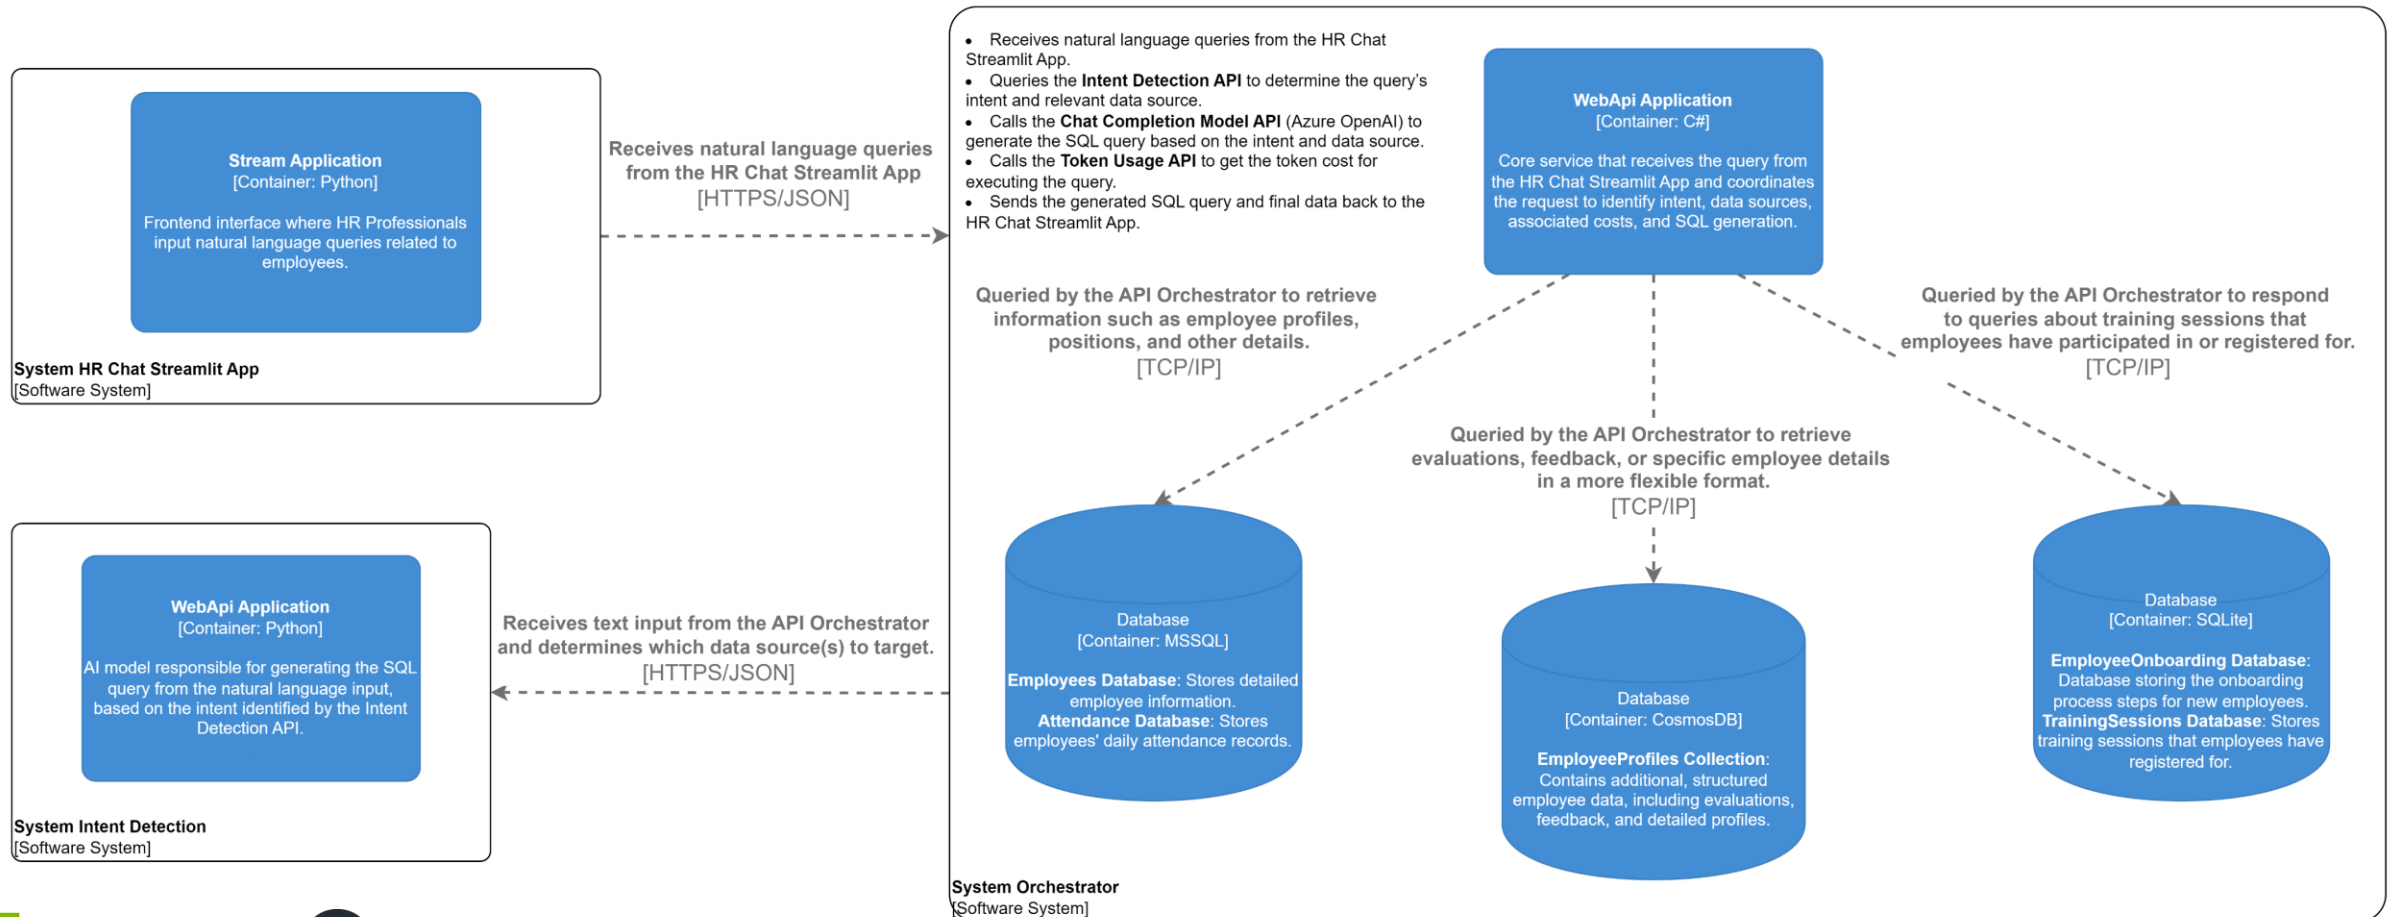 Stream Application
[Container: Python]
Frontend interface where HR Professionals
input natural language queries related to
employees.
System HR Chat Streamlit App
[Software System]
Receives natural language queries
from the HR Chat Streamlit App
[HTTPS/JSON]
• Receives natural language queries from the HR Chat
Streamlit App.
• Queries the Intent Detection API to determine the query's
intent and relevant data source.
• Calls the Chat Completion Model API (Azure OpenAI) to
generate the SQL query based on the intent and data source.
• Calls the Token Usage API to get the token cost for
executing the query.
• Sends the generated SQL query and final data back to the
HR Chat Streamlit App.
WebApi Application
[Container: C#]
Core service that receives the query from
the HR Chat Streamlit App and coordinates
the request to identify intent, data sources,
associated costs, and SQL generation.
Queried by the API Orchestrator to retrieve
information such as employee profiles,
positions, and other details.
[TCP/IP]
Queried by the API Orchestrator to retrieve
evaluations, feedback, or specific employee details
in a more flexible format.
[TCP/IP]
Queried by the API Orchestrator to respond
to queries about training sessions that
employees have participated in or registered for.
[TCP/IP]
WebApi Application
[Container: Python]
AI model responsible for generating the SQL
query from the natural language input,
based on the intent identified by the Intent
Detection API.
System Intent Detection
[Software System]
Receives text input from the API Orchestrator
and determines which data source(s) to target.
[HTTPS/JSON]
Database
[Container: MSSQL]
Employees Database: Stores detailed
employee information.
Attendance Database: Stores
employees' daily attendance records.
Database
[Container: CosmosDB]
EmployeeProfiles Collection:
Contains additional, structured
employee data, including evaluations,
feedback, and detailed profiles.
Database
[Container: SQLite]
EmployeeOnboarding Database:
Database storing the onboarding
process steps for new employees.
TrainingSessions Database: Stores
training sessions that employees have
registered for.
System Orchestrator
[Software System]